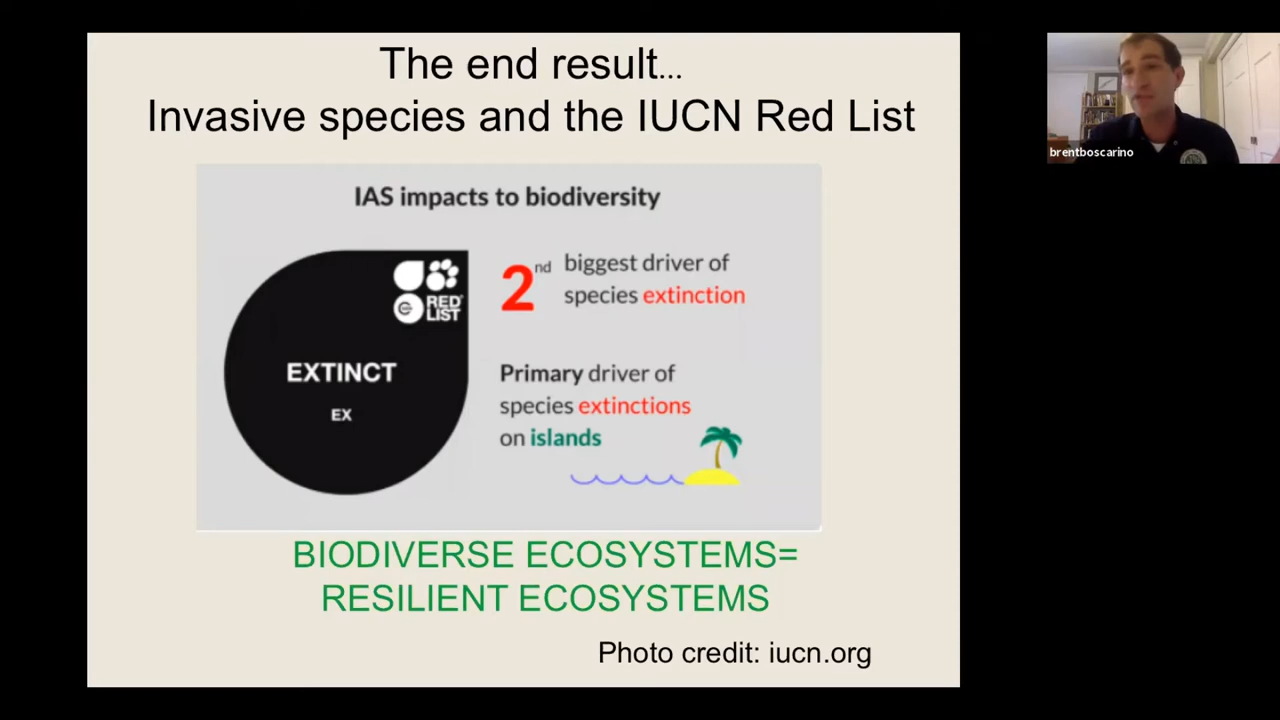 The end result...
Invasive species and the IUCN Red List
IAS impacts to biodiversity
RED
LIST
EXTINCT
EX
2nd biggest driver of
species extinction
Primary driver of
species extinctions
on islands
BIODIVERSE ECOSYSTEMS=
RESILIENT ECOSYSTEMS
Photo credit: iucn.org
brentboscarino